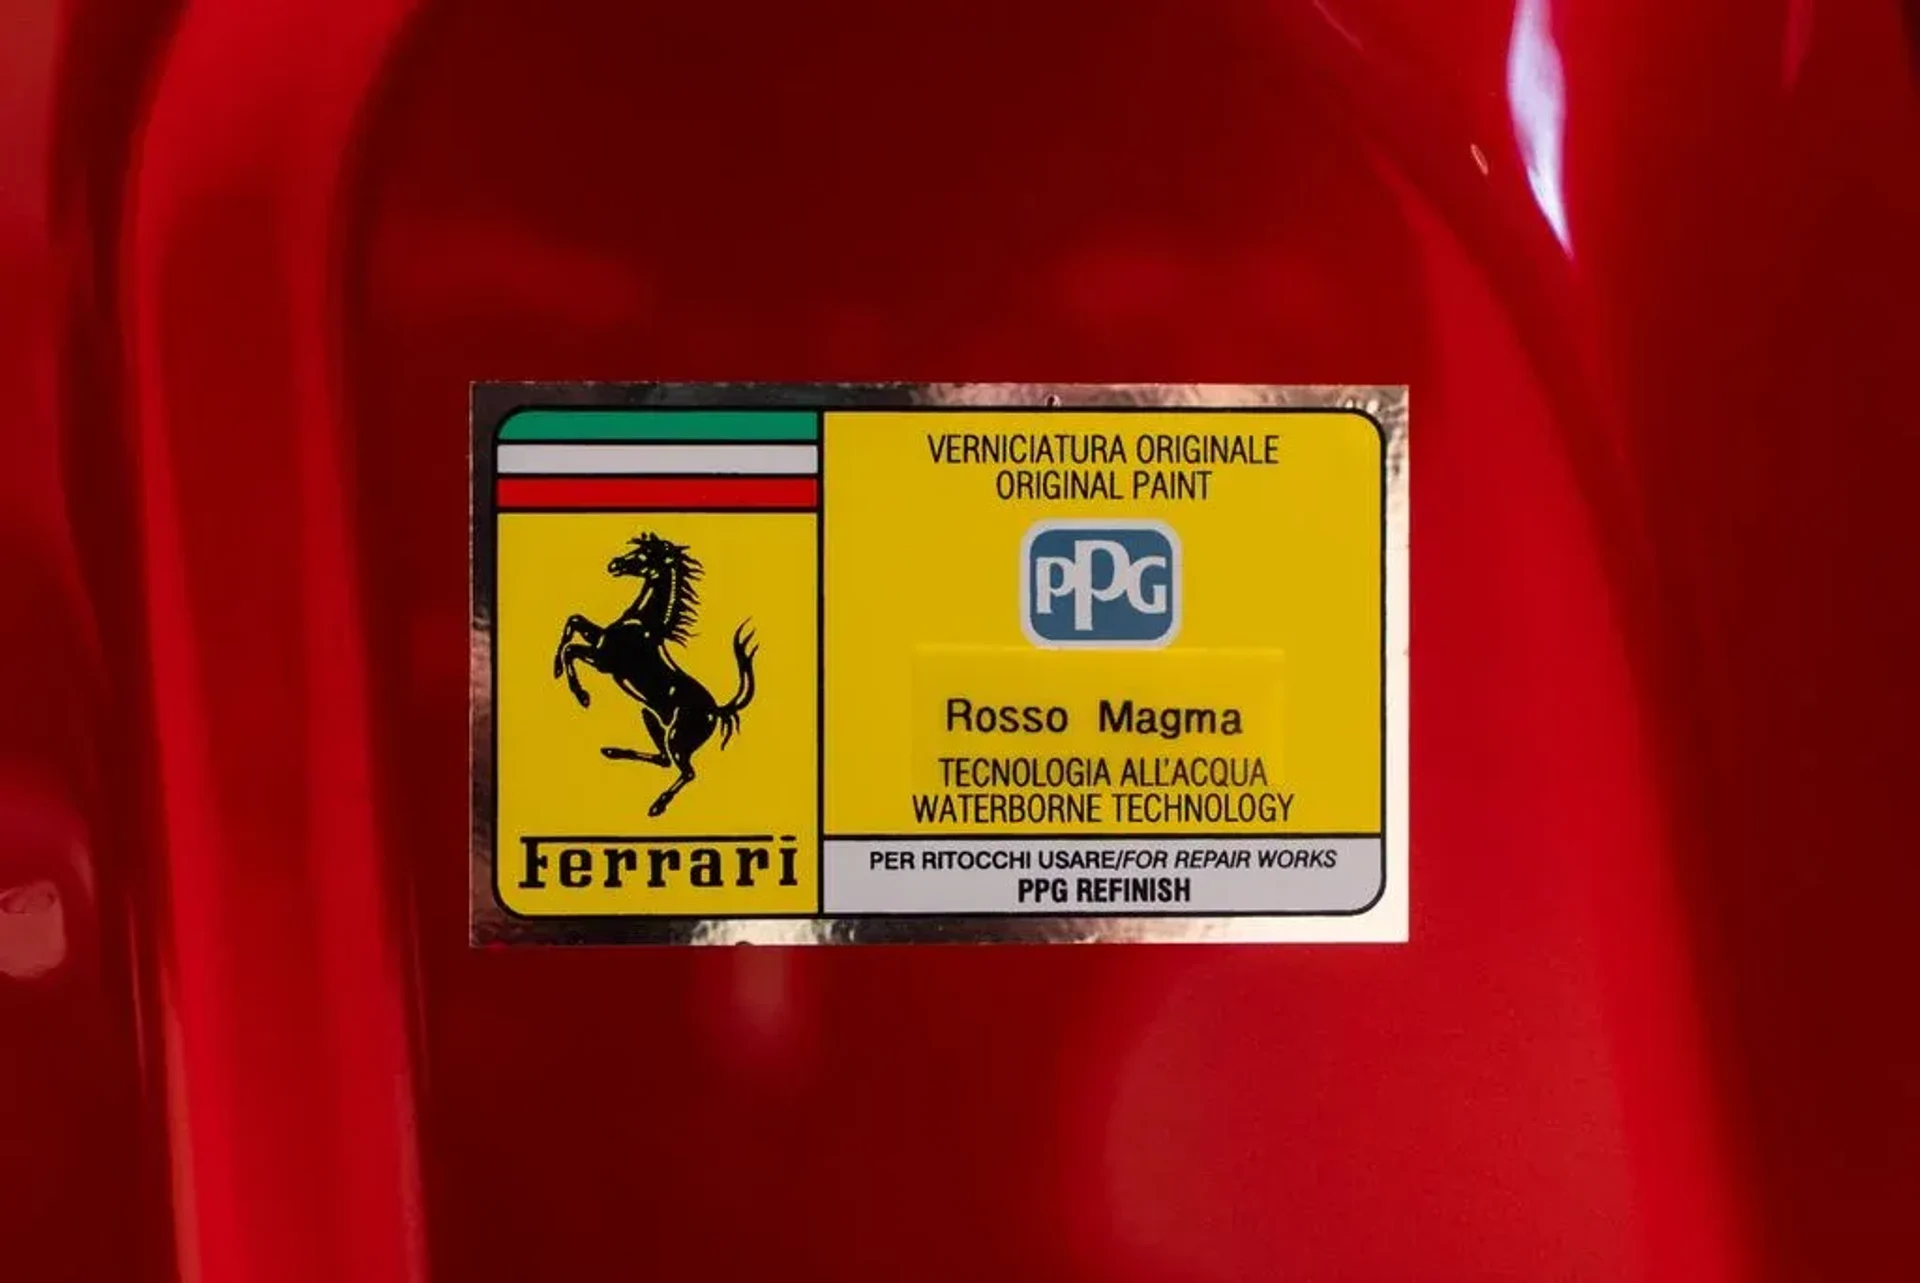 Ferrari
VERNICIATURA ORIGINALE
ORIGINAL PAINT
PPG
Rosso Magma
TECNOLOGIA ALL'ACQUA
WATERBORNE TECHNOLOGY
PER RITOCCHI USARE/FOR REPAIR WORKS
PPG REFINISH